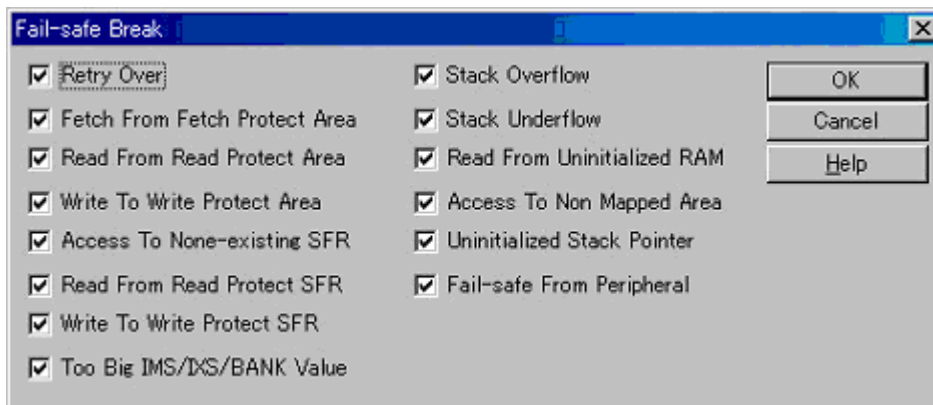 Fail-safe Break
Retry Over
Fetch From Fetch Protect Area
Read From Read Protect Area
Write To Write Protect Area
Access To None-existing SFR
Read From Read Protect SFR
Write To Write Protect SFR
Too Big IMS/IXS/BANK Value
Stack Overflow
Stack Underflow
Read From Uninitialized RAM
Access To Non Mapped Area
Uninitialized Stack Pointer
Fail-safe From Peripheral
OK
Cancel
Help